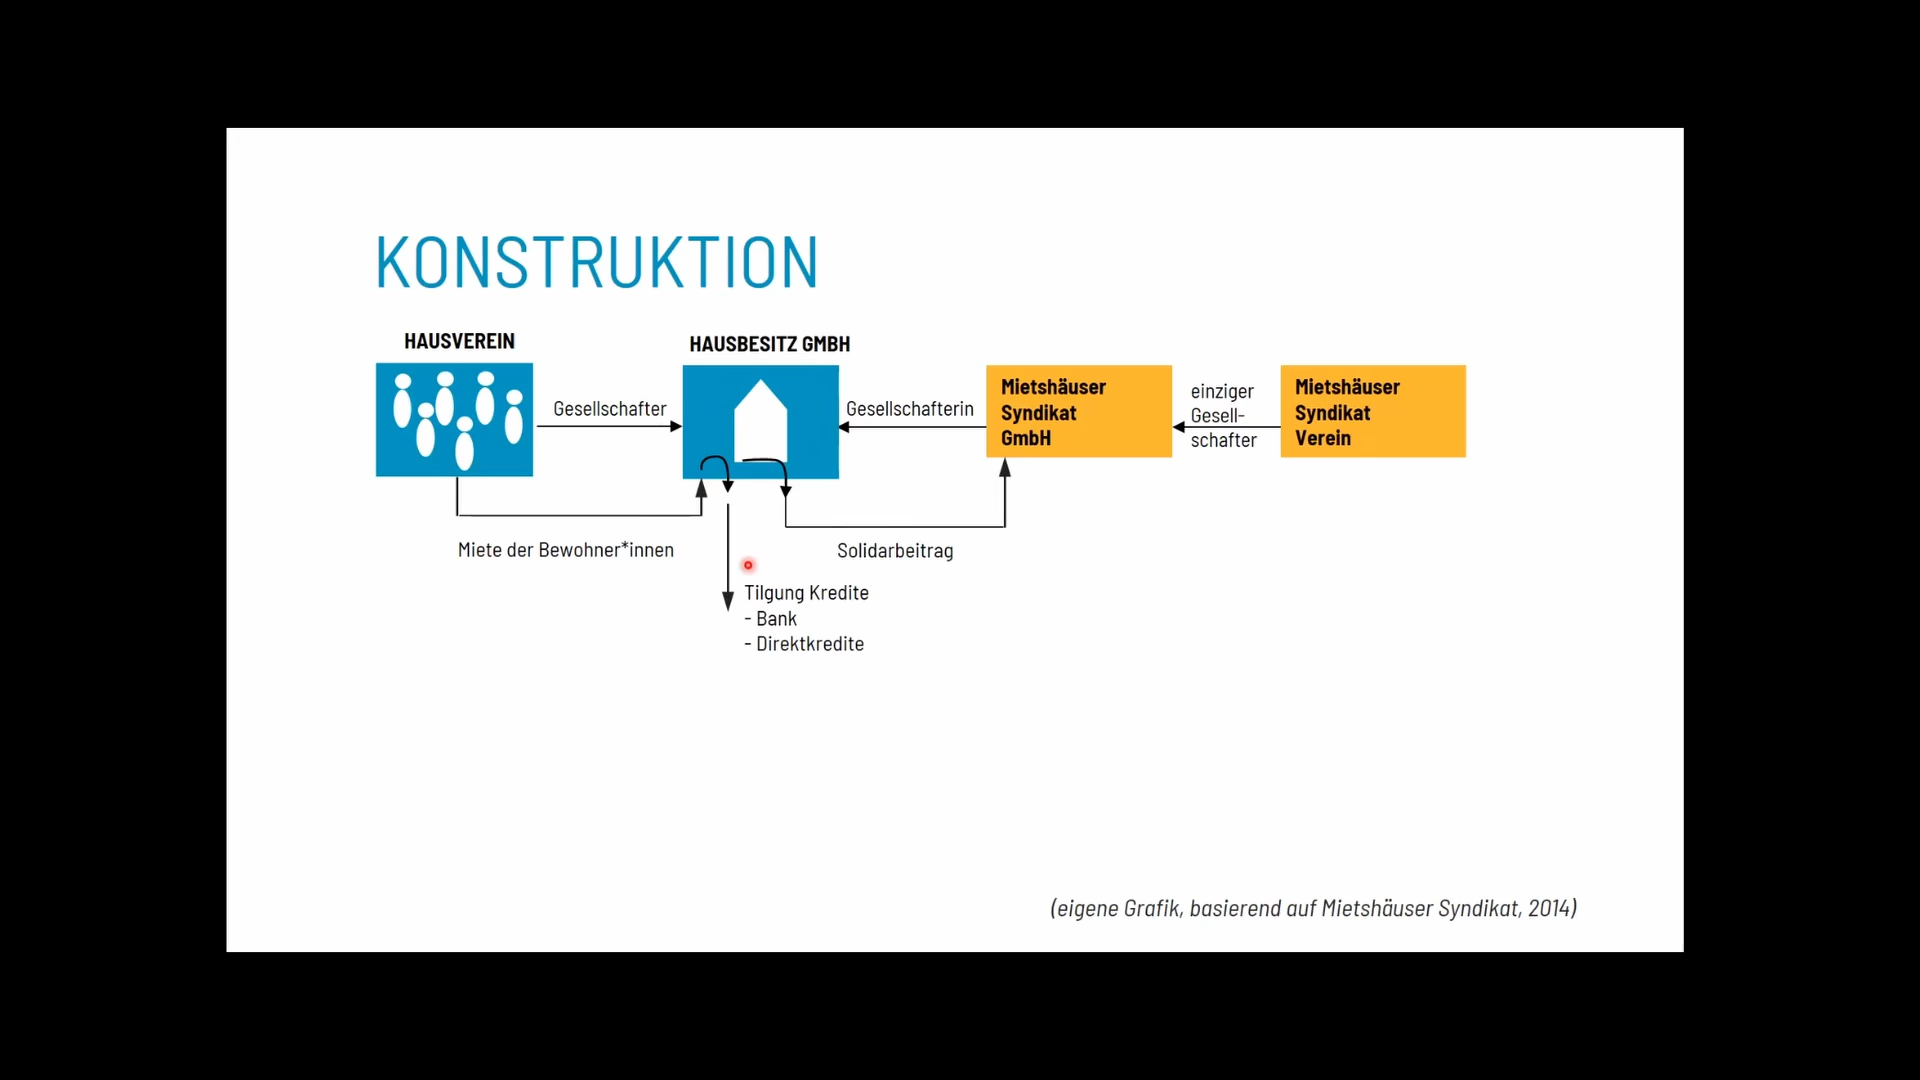 KONSTRUKTION
HAUSVEREIN
HAUSBESITZ GMBH
Gesellschafter
Gesellschafterin
Mietshäuser
Syndikat
GmbH
einziger
Gesell-
schafter
Mietshäuser
Syndikat
Verein
Miete der Bewohner*innen
Solidarbeitrag
Tilgung Kredite
- Bank
- Direktkredite
(eigene Grafik, basierend auf Mietshäuser Syndikat, 2014)